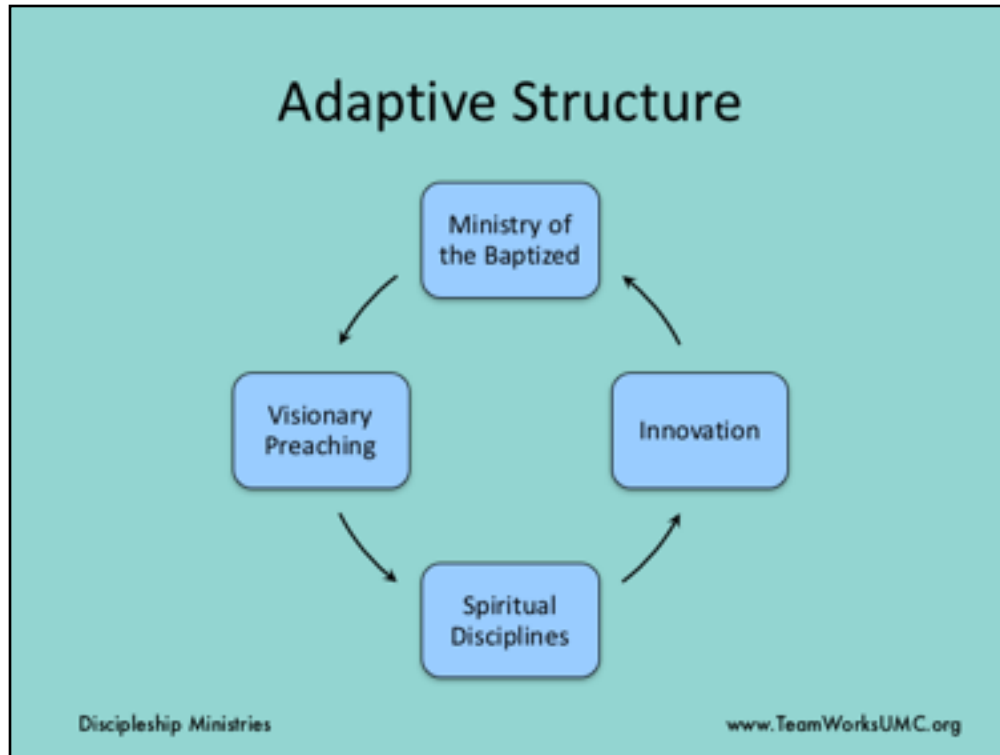 Adaptive Structure
Ministry of
the Baptized
Visionary
Preaching
Innovation
Spiritual
Disciplines
Discipleship Ministries
www.TeamWorksUMC.org